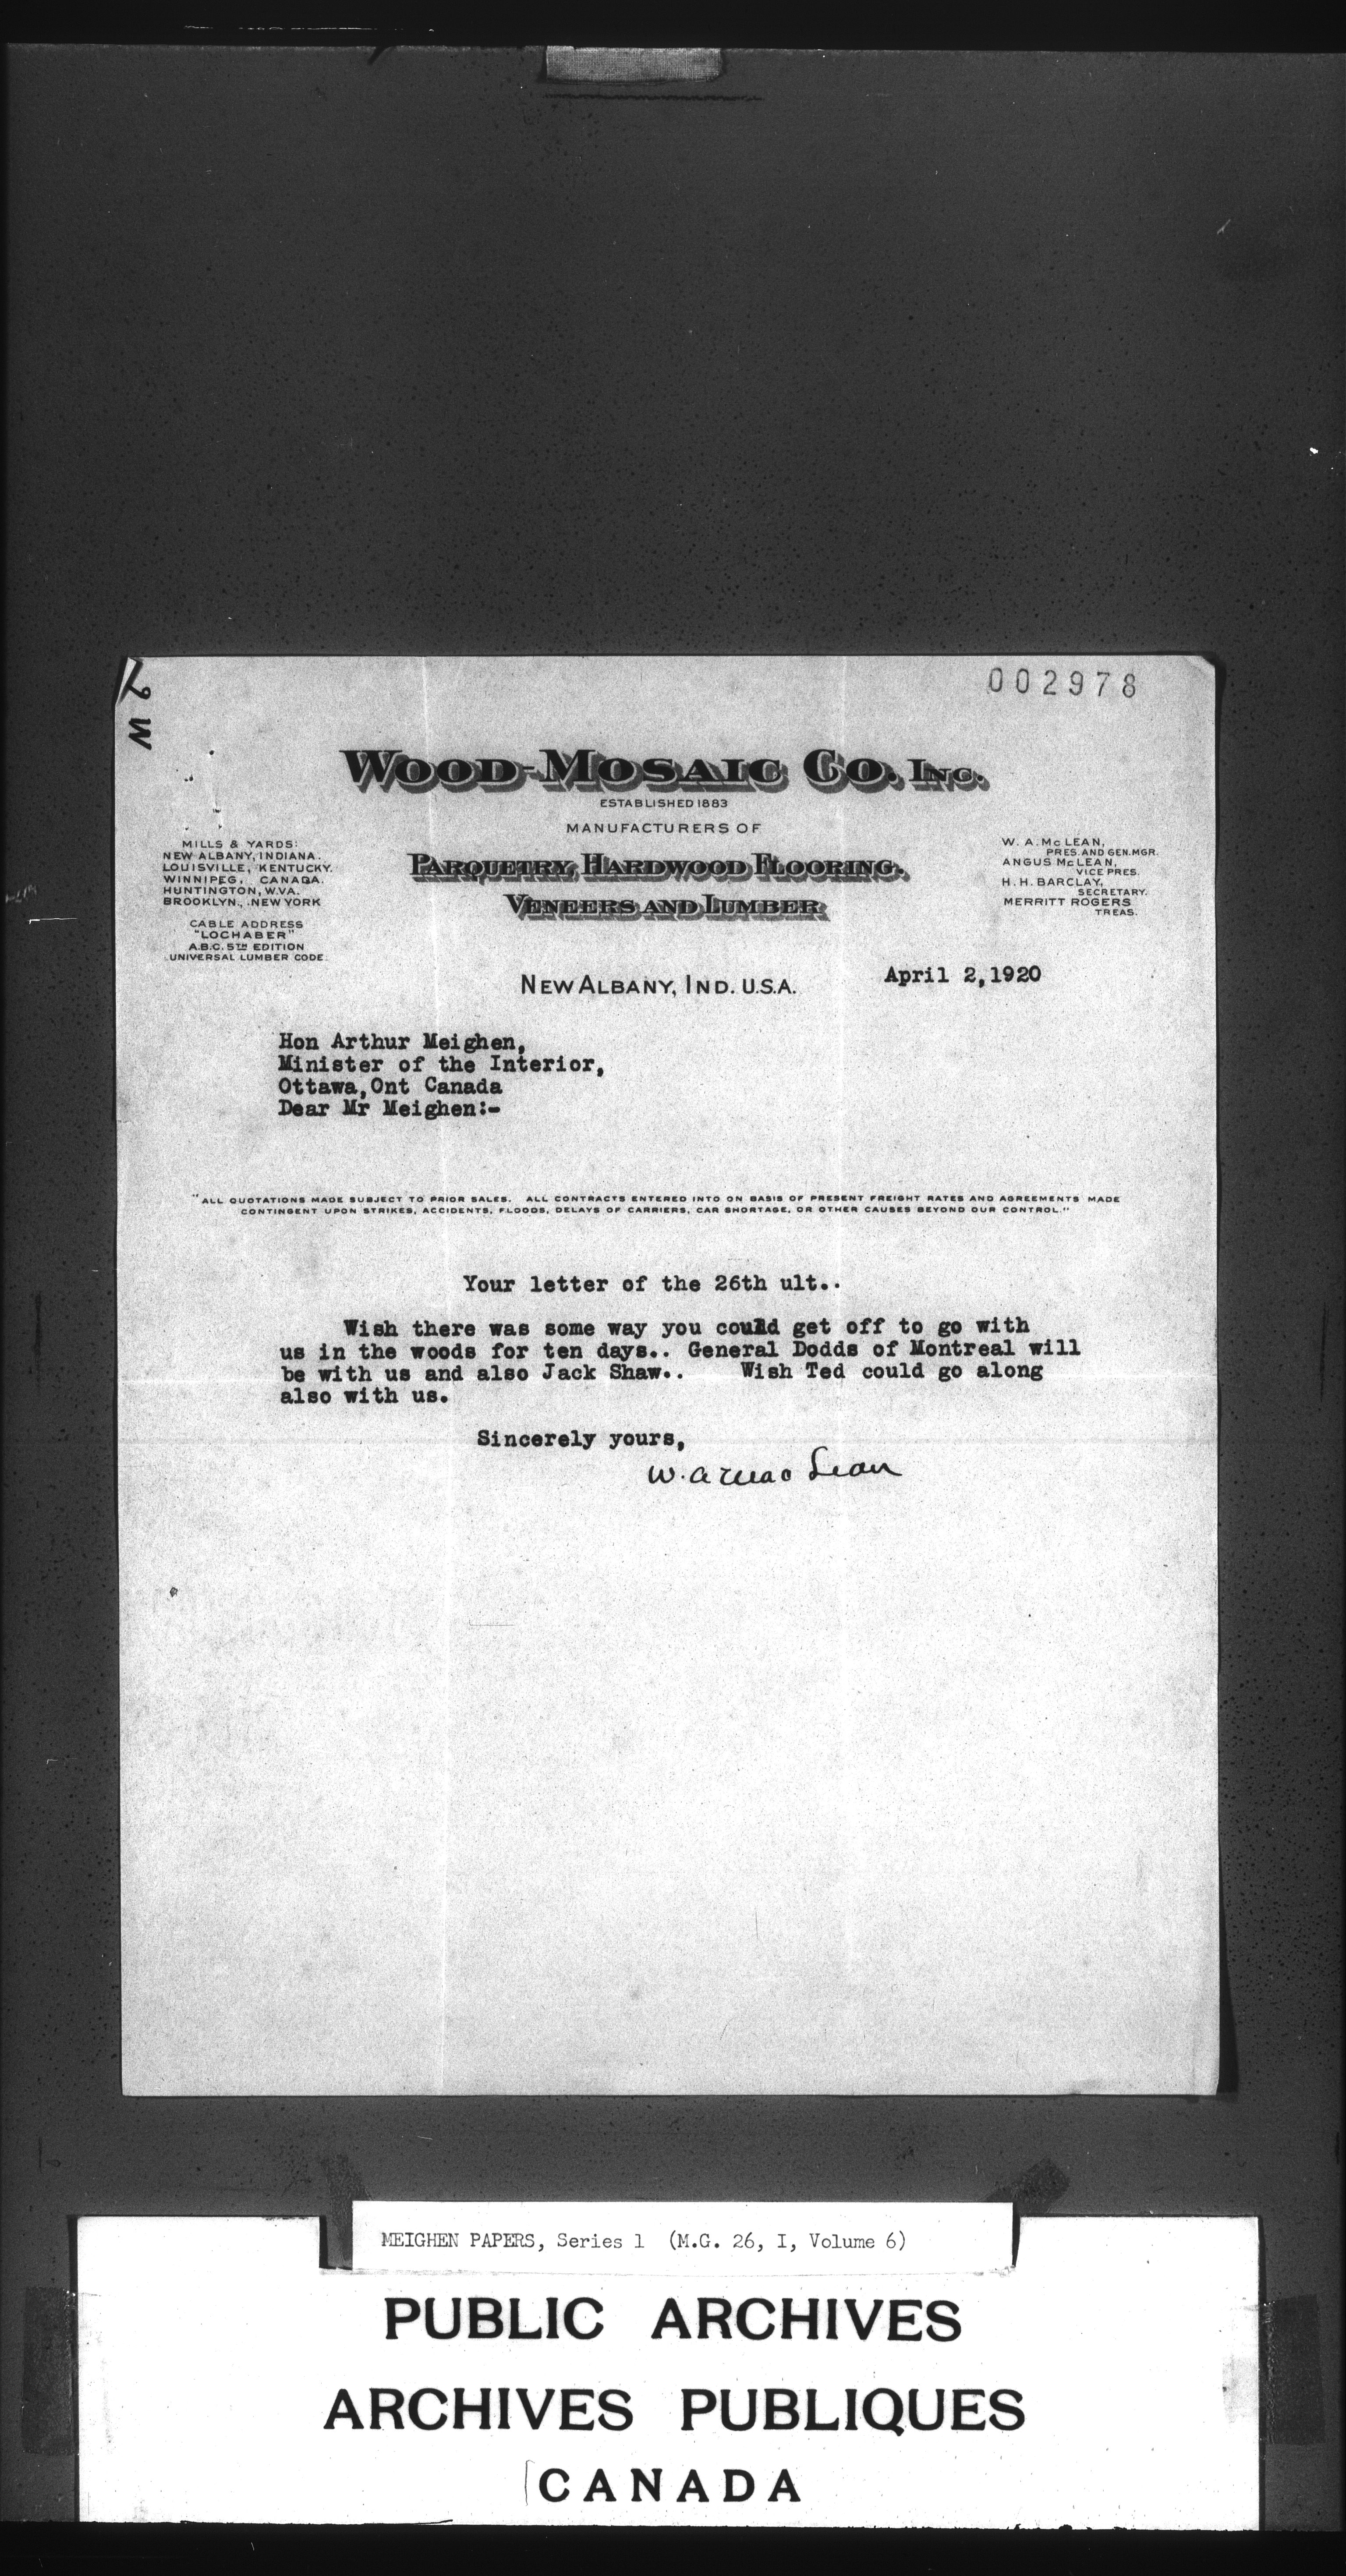 002978
WOOD-MOSAIC CO. INC.
ESTABLISHED 1883
MANUFACTURERS OF
PARQUETRY, HARDWOOD FLOORING,
VENEERS AND LUMBER
MILLS & YARDS:
NEW ALBANY, INDIANA.
LOUISVILLE, KENTUCKY.
WINNIPEG, CANADA.
HUNTINGTON, W.VA.
BROOKLYN, NEW YORK
CABLE ADDRESS
"LOCHABER"
A.B.C. 5TH EDITION
UNIVERSAL LUMBER CODE.
W. A. Mc LEAN,
PRES. AND GEN. MGR.
ANGUS McLEAN,
VICE PRES.
H. H. BARCLAY,
SECRETARY.
MERRITT ROGERS
TREAS.
NEW ALBANY, IND. U.S.A.
April 2,1920
Hon Arthur Meighen,
Minister of the Interior,
Ottawa,Ont Canada
Dear Mr Meighen:-
"ALL QUOTATIONS MADE SUBJECT TO PRIOR SALES. ALL CONTRACTS ENTERED INTO ON BASIS OF PRESENT FREIGHT RATES AND AGREEMENTS MADE
CONTINGENT UPON STRIKES, ACCIDENTS, FLOODS, DELAYS OF CARRIERS, CAR SHORTAGE, OR OTHER CAUSES BEYOND OUR CONTROL."
Your letter of the 26th ult..
Wish there was some way you could get off to go with
us in the woods for ten days.. General Dodds of Montreal will
be with us and also Jack Shaw.. Wish Ted could go along
also with us.
Sincerely yours,
W. A MacLean
MEIGHEN PAPERS, Series 1 (M.G. 26, I, Volume 6)
PUBLIC ARCHIVES
ARCHIVES PUBLIQUES
CANADA